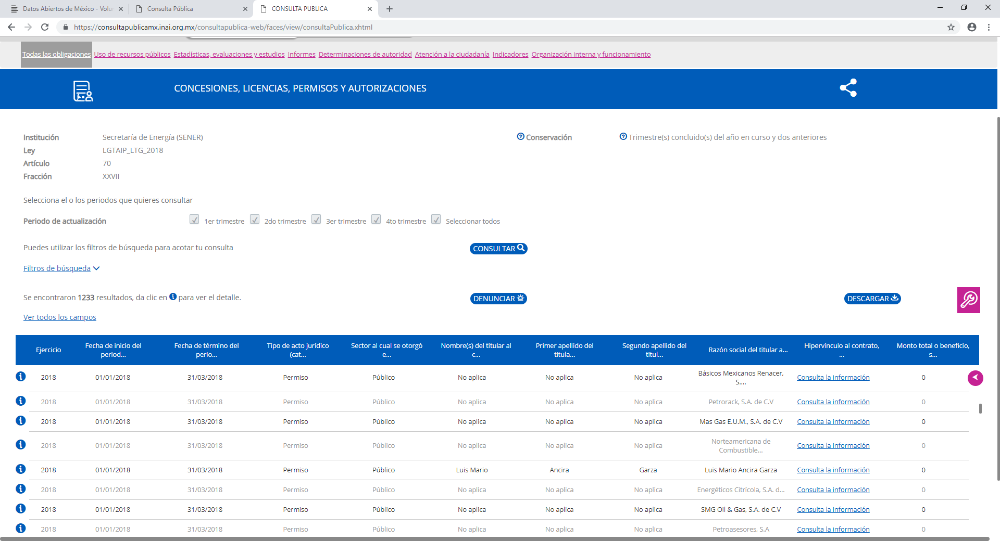 Datos Abiertos de México - Volu
Consulta Pública
CONSULTA PUBLICA
https://consultapublicamx.inai.org.mx/consultapublica-web/faces/view/consultaPublica.xhtml
Todas las obligaciones Uso de recursos públicos Estadísticas, evaluaciones y estudios Informes Determinaciones de autoridad Atención a la ciudadanía Indicadores Organización interna y funcionamiento
CONCESIONES, LICENCIAS, PERMISOS Y AUTORIZACIONES
Institución Secretaría de Energía (SENER) Conservación Trimestre(s) concluido(s) del año en curso y dos anteriores
Ley LGTAIP_LTG_2018
Artículo 70
Fracción XXVII
Selecciona el o los periodos que quieres consultar
Periodo de actualización 1er trimestre 2do trimestre 3er trimestre 4to trimestre Seleccionar todos
Puedes utilizar los filtros de búsqueda para acotar tu consulta CONSULTAR
Filtros de búsqueda
Se encontraron 1233 resultados, da clic en para ver el detalle. DENUNCIAR DESCARGAR
Ver todos los campos
Ejercicio Fecha de inicio del period... Fecha de término del perio... Tipo de acto jurídico (cat... Sector al cual se otorgó e... Nombre(s) del titular al c... Primer apellido del titula... Segundo apellido del titul... Razón social del titular a... Hipervínculo al contrato, ... Monto total o beneficio, s...
2018 01/01/2018 31/03/2018 Permiso Público No aplica No aplica No aplica Básicos Mexicanos Renacer, S.... Consulta la información 0
2018 01/01/2018 31/03/2018 Permiso Público No aplica No aplica No aplica Petrorack, S.A. de C.V Consulta la información 0
2018 01/01/2018 31/03/2018 Permiso Público No aplica No aplica No aplica Mas Gas E.U.M., S.A. de C.V Consulta la información 0
2018 01/01/2018 31/03/2018 Permiso Público No aplica No aplica No aplica Norteamericana de Combustible... Consulta la información 0
2018 01/01/2018 31/03/2018 Permiso Público Luis Mario Ancira Garza Luis Mario Ancira Garza Consulta la información 0
2018 01/01/2018 31/03/2018 Permiso Público No aplica No aplica No aplica Energéticos Citrícola, S.A. d... Consulta la información 0
2018 01/01/2018 31/03/2018 Permiso Público No aplica No aplica No aplica SMG Oil & Gas, S.A. de C.V Consulta la información 0
2018 01/01/2018 31/03/2018 Permiso Público No aplica No aplica No aplica Petroasesores, S.A Consulta la información 0